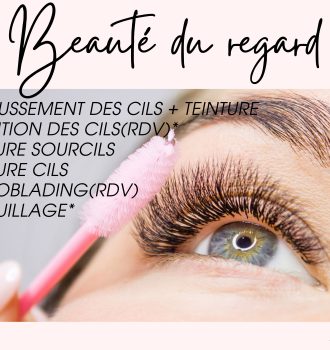 Beauté du regard
USSEMENT DES CILS + TEINTURE
TION DES CILS(RDV)*
URE SOURCILS
URE CILS
OBLADING(RDV)
UILLAGE*